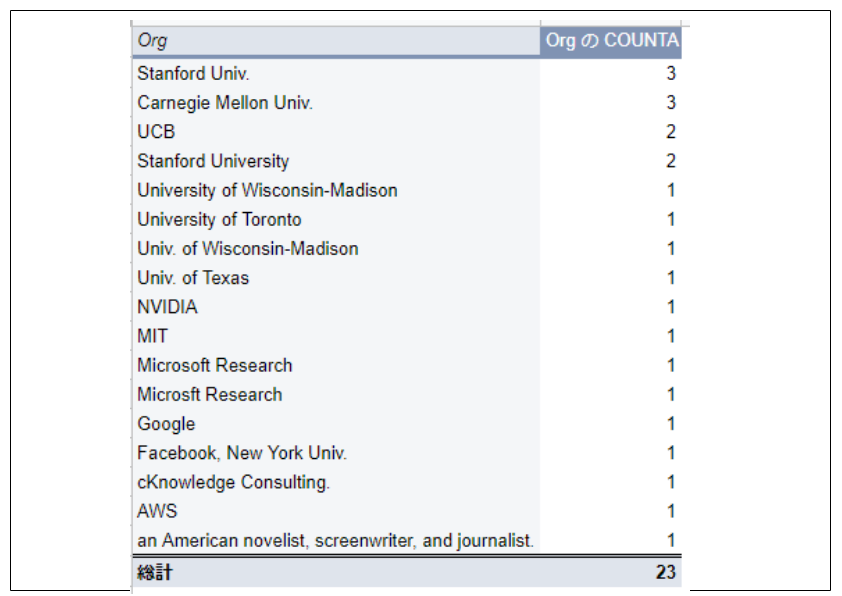 Org Org の COUNTA
Stanford Univ. 3
Carnegie Mellon Univ. 3
UCB 2
Stanford University 2
University of Wisconsin-Madison 1
University of Toronto 1
Univ. of Wisconsin-Madison 1
Univ. of Texas 1
NVIDIA 1
MIT 1
Microsoft Research 1
Microsft Research 1
Google 1
Facebook, New York Univ. 1
cKnowledge Consulting. 1
AWS 1
an American novelist, screenwriter, and journalist. 1
総計 23